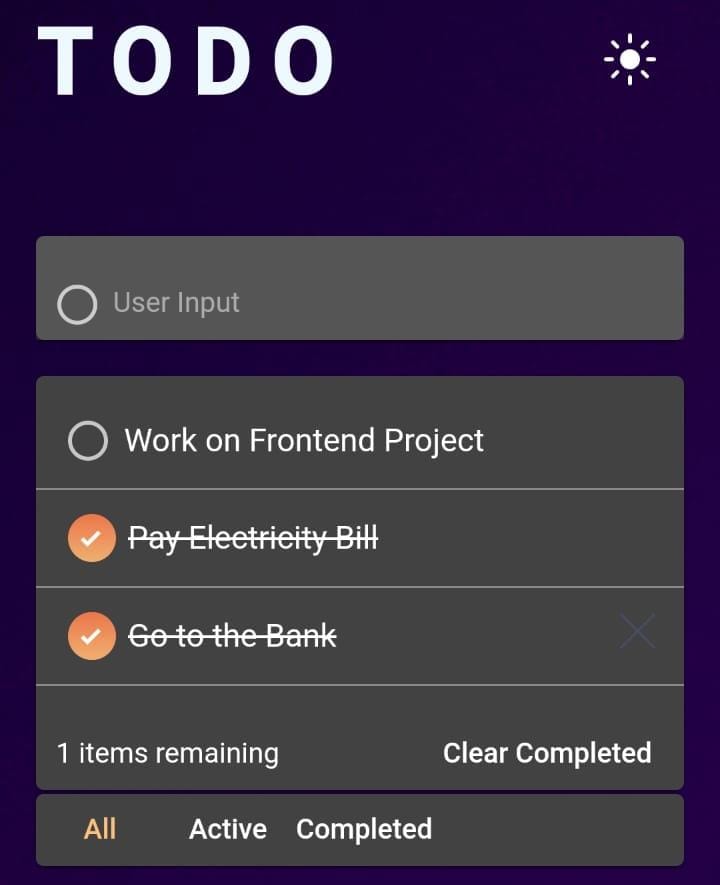 TODO
User Input
Work on Frontend Project
Pay Electricity Bill
Go to the Bank
1 items remaining Clear Completed
All Active Completed